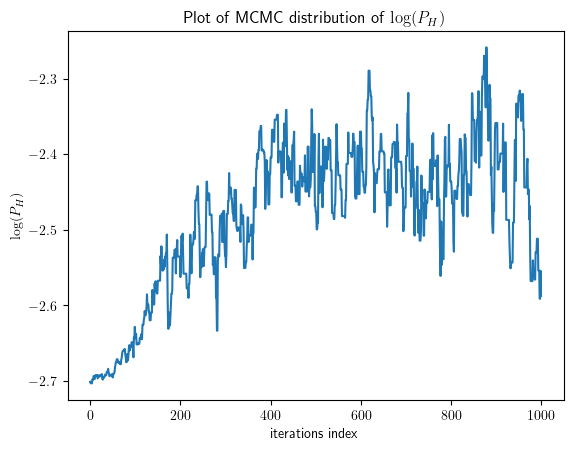 Plot of MCMC distribution of log(P_H)
−2.3
−2.4
−2.5
−2.6
−2.7
log(P_H)
0 200 400 600 800 1000
iterations index